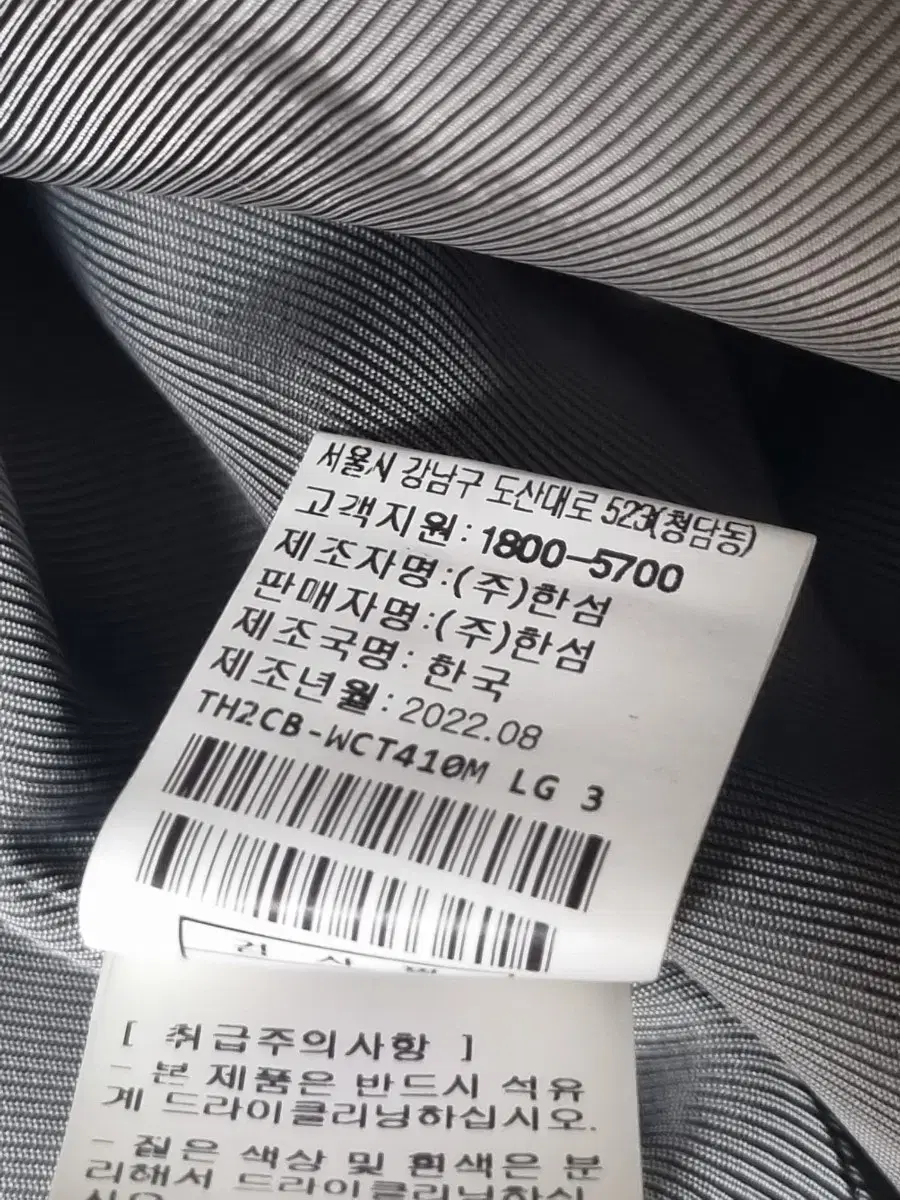 서울시 강남구 도산대로 523(청담동)
고객지원: 1800-5700
제조자명:(주)한섬
판매자명:(주)한섬
제조국명: 한국
제조년월: 2022.08
TH2CB-WCT410M LG 3
[ 취급주의사항 ]
- 본 제품은 반드시 석유
계 드라이클리닝하십시오.
- 짙은 색상 및 흰색은 분
리해서 드라이클리닝하십
시오